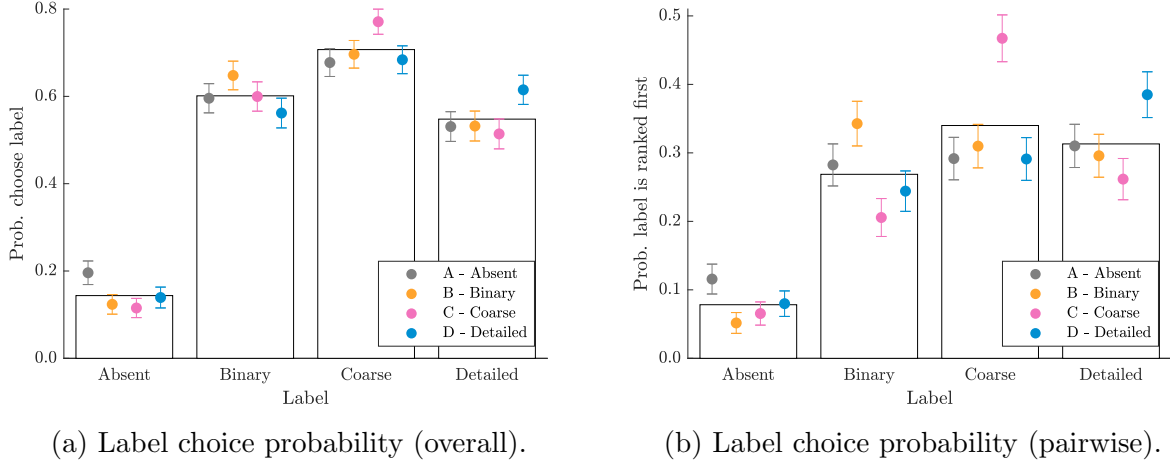 Prob. choose label
0.8
0.6
0.4
0.2
0.0
A - Absent
B - Binary
C - Coarse
D - Detailed
Absent
Binary
Coarse
Detailed
Label
(a) Label choice probability (overall).
Prob. label is ranked first
0.5
0.4
0.3
0.2
0.1
0.0
A - Absent
B - Binary
C - Coarse
D - Detailed
Absent
Binary
Coarse
Detailed
Label
(b) Label choice probability (pairwise).